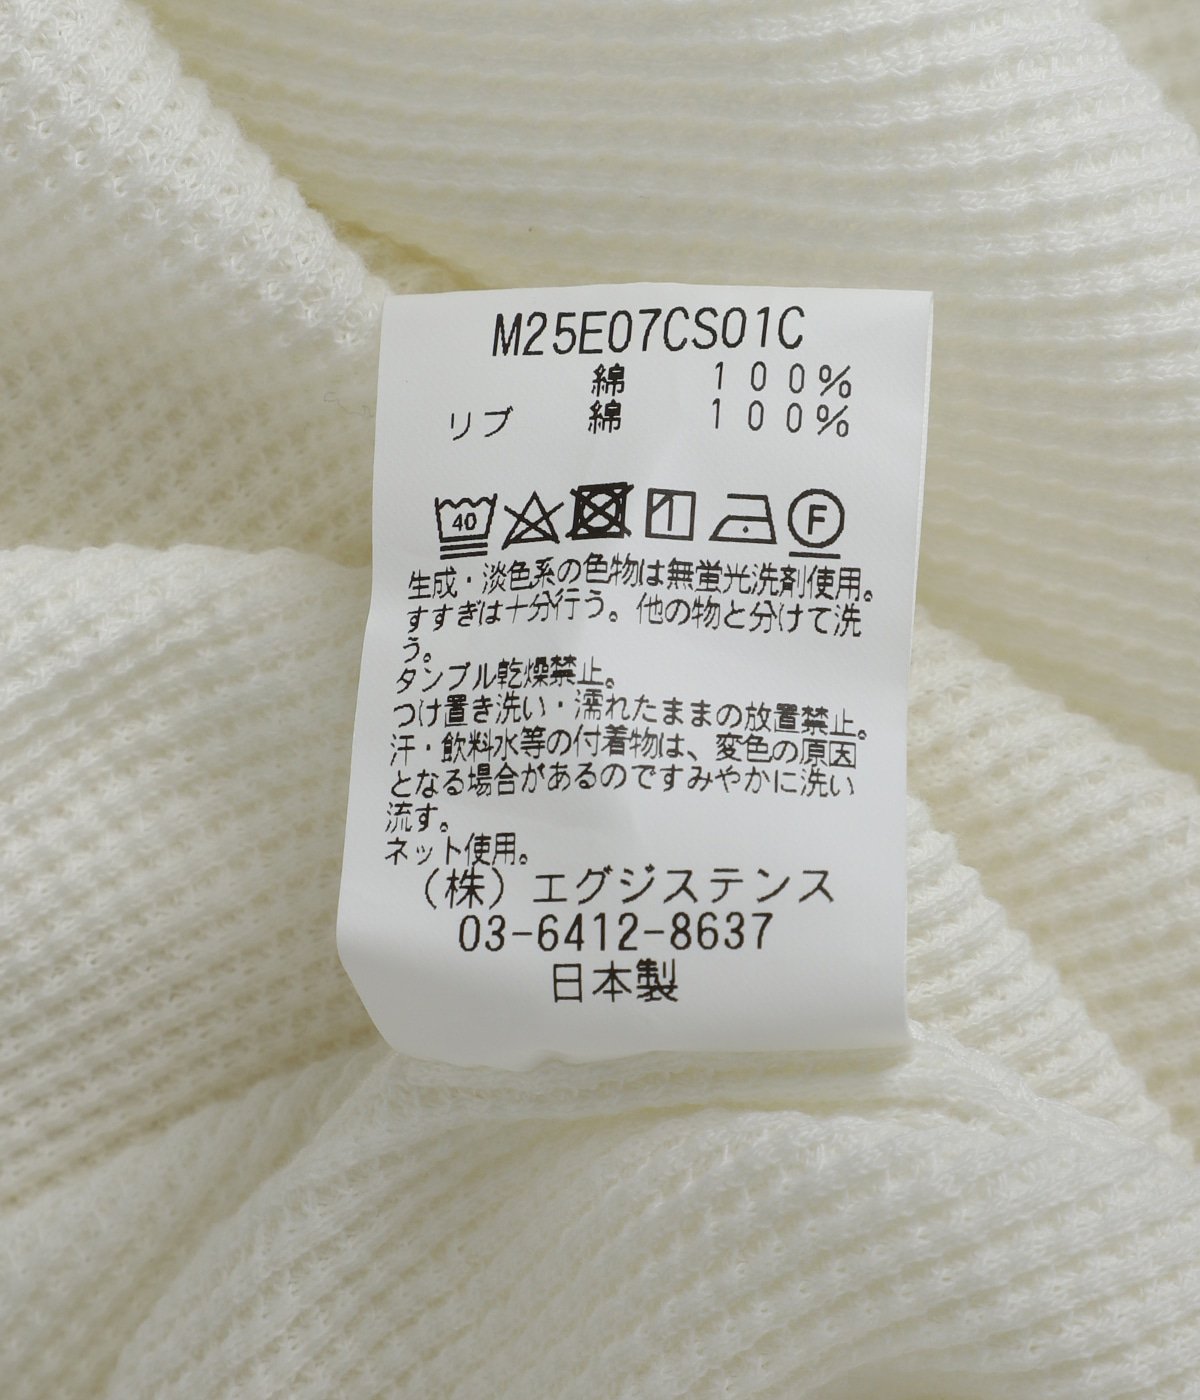 M25E07CS01C
綿 100%
リブ 綿 100%
40 F
生成・淡色系の色物は無蛍光洗剤使用。
すすぎは十分行う。他の物と分けて洗
う。
タンブル乾燥禁止。
つけ置き洗い・濡れたままの放置禁止。
汗・飲料水等の付着物は、変色の原因
となる場合があるのですみやかに洗い
流す。
ネット使用。
(株)エグジステンス
03-6412-8637
日本製